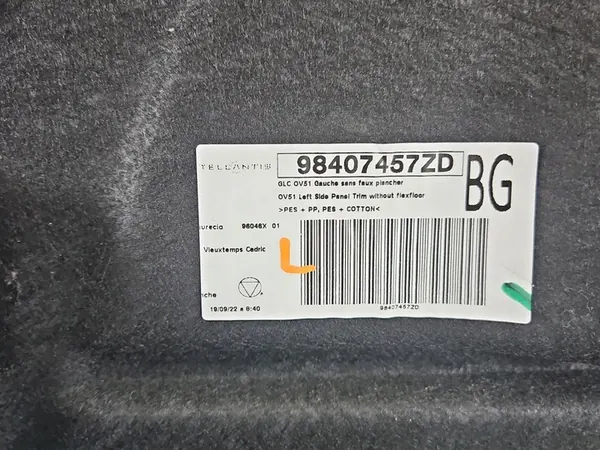 TELLANTIS
98407457ZD
BG
GLC OV51 Gauche sans faux plancher
OV51 Left Side Panel Trim without flexfloor
>PES + PP, PES + COTTON<
urecia 96046X 01
Vieuxtemps Cedric
L
nche
19/09/22 a 8:40
98407457ZD